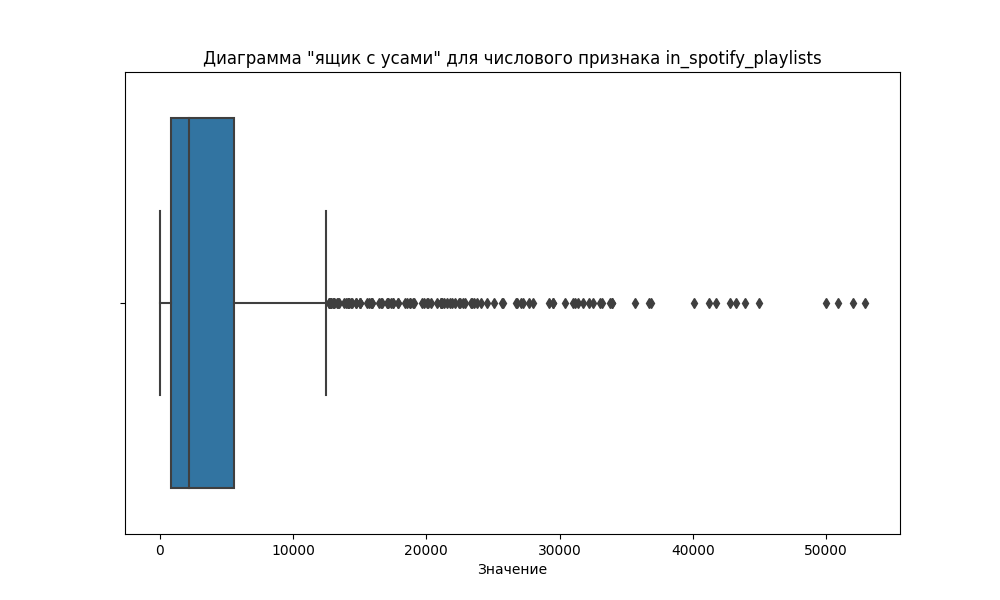 Диаграмма "ящик с усами" для числового признака in_spotify_playlists
0 10000 20000 30000 40000 50000
Значение